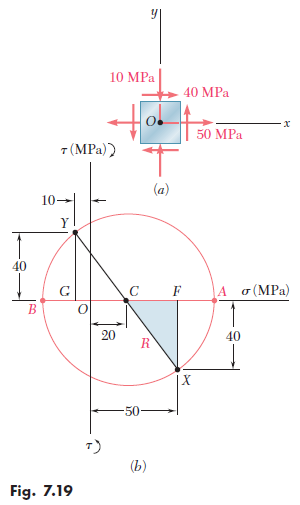 y
10 MPa
40 MPa
O
x
50 MPa
τ (MPa)
(a)
10
Y
40
G
C
F
A
σ (MPa)
B
O
20
R
40
X
50
τ
(b)
Fig. 7.19